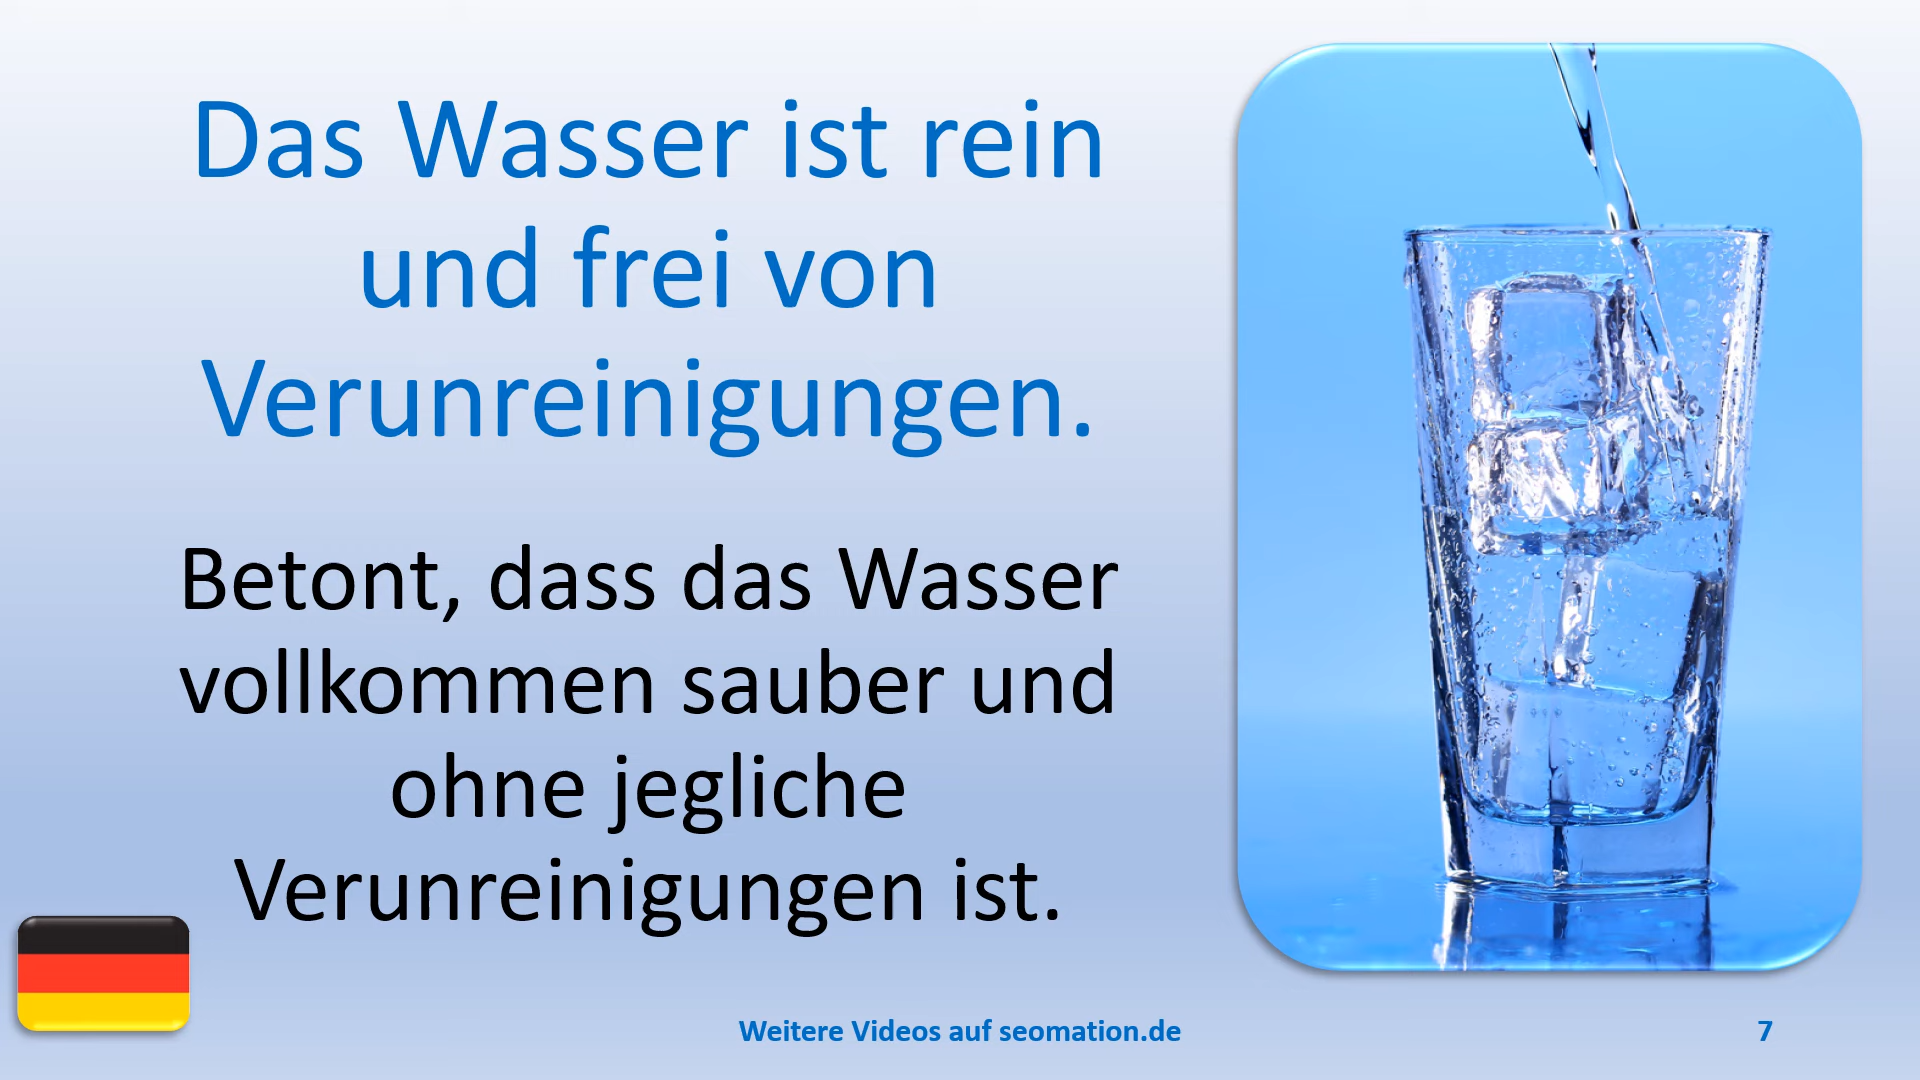 Das Wasser ist rein
und frei von
Verunreinigungen.
Betont, dass das Wasser
vollkommen sauber und
ohne jegliche
Verunreinigungen ist.
Weitere Videos auf seomation.de
7